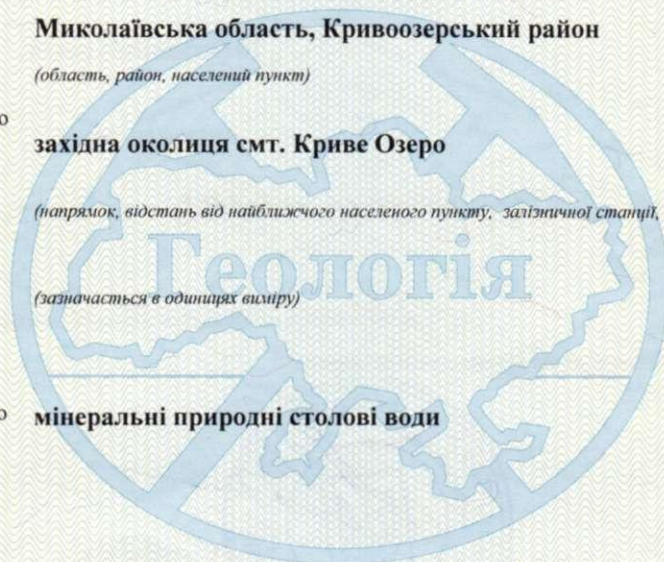 Миколаївська область, Кривоозерський район
(область, район, населений пункт)
о
західна околиця смт. Криве Озеро
(напрямок, відстань від найближчого населеного пункту, залізничної станції,
Геологія
(зазначається в одиницях виміру)
о мінеральні природні столові води